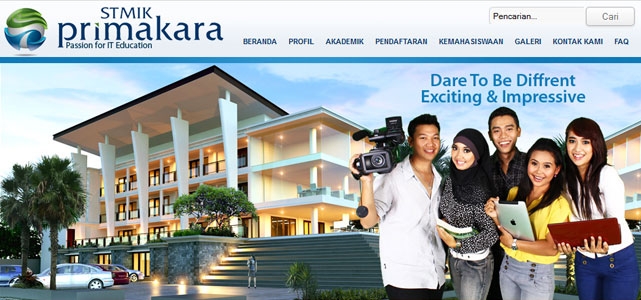 STMIK
primakara
Passion for IT Education
Pencarian...
Cari
BERANDA PROFIL AKADEMIK PENDAFTARAN KEMAHASISWAAN GALERI KONTAK KAMI FAQ
Dare To Be Diffrent
Exciting & Impressive